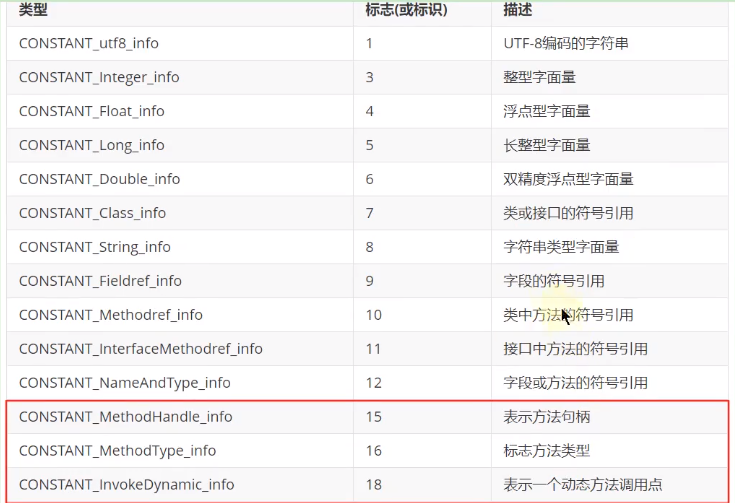 类型 标志(或标识) 描述
CONSTANT_utf8_info 1 UTF-8编码的字符串
CONSTANT_Integer_info 3 整型字面量
CONSTANT_Float_info 4 浮点型字面量
CONSTANT_Long_info 5 长整型字面量
CONSTANT_Double_info 6 双精度浮点型字面量
CONSTANT_Class_info 7 类或接口的符号引用
CONSTANT_String_info 8 字符串类型字面量
CONSTANT_Fieldref_info 9 字段的符号引用
CONSTANT_Methodref_info 10 类中方法的符号引用
CONSTANT_InterfaceMethodref_info 11 接口中方法的符号引用
CONSTANT_NameAndType_info 12 字段或方法的符号引用
CONSTANT_MethodHandle_info 15 表示方法句柄
CONSTANT_MethodType_info 16 标志方法类型
CONSTANT_InvokeDynamic_info 18 表示一个动态方法调用点